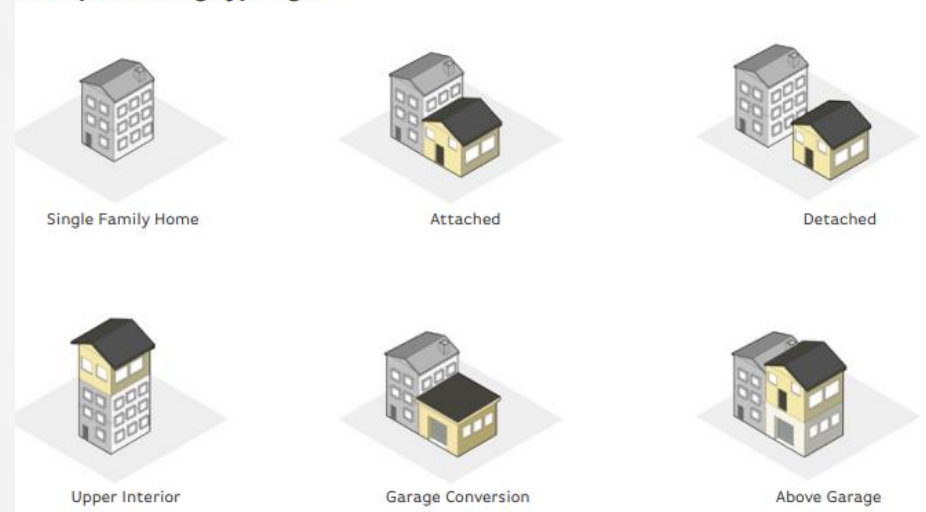 Single Family Home
Attached
Detached
Upper Interior
Garage Conversion
Above Garage